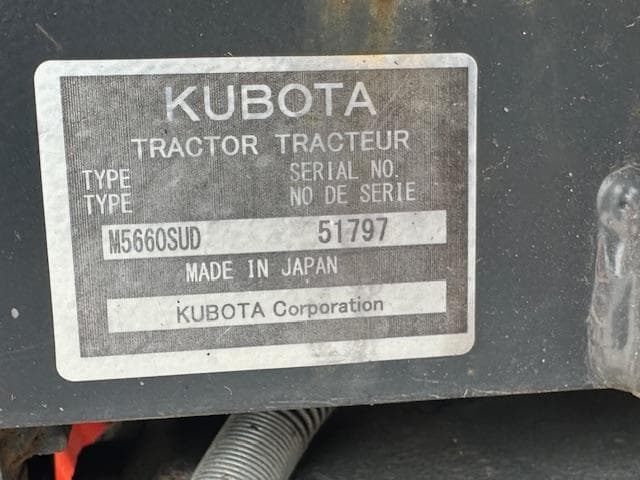 KUBOTA
TRACTOR TRACTEUR
TYPE SERIAL NO.
TYPE NO DE SERIE
M5660SUD 51797
MADE IN JAPAN
KUBOTA Corporation